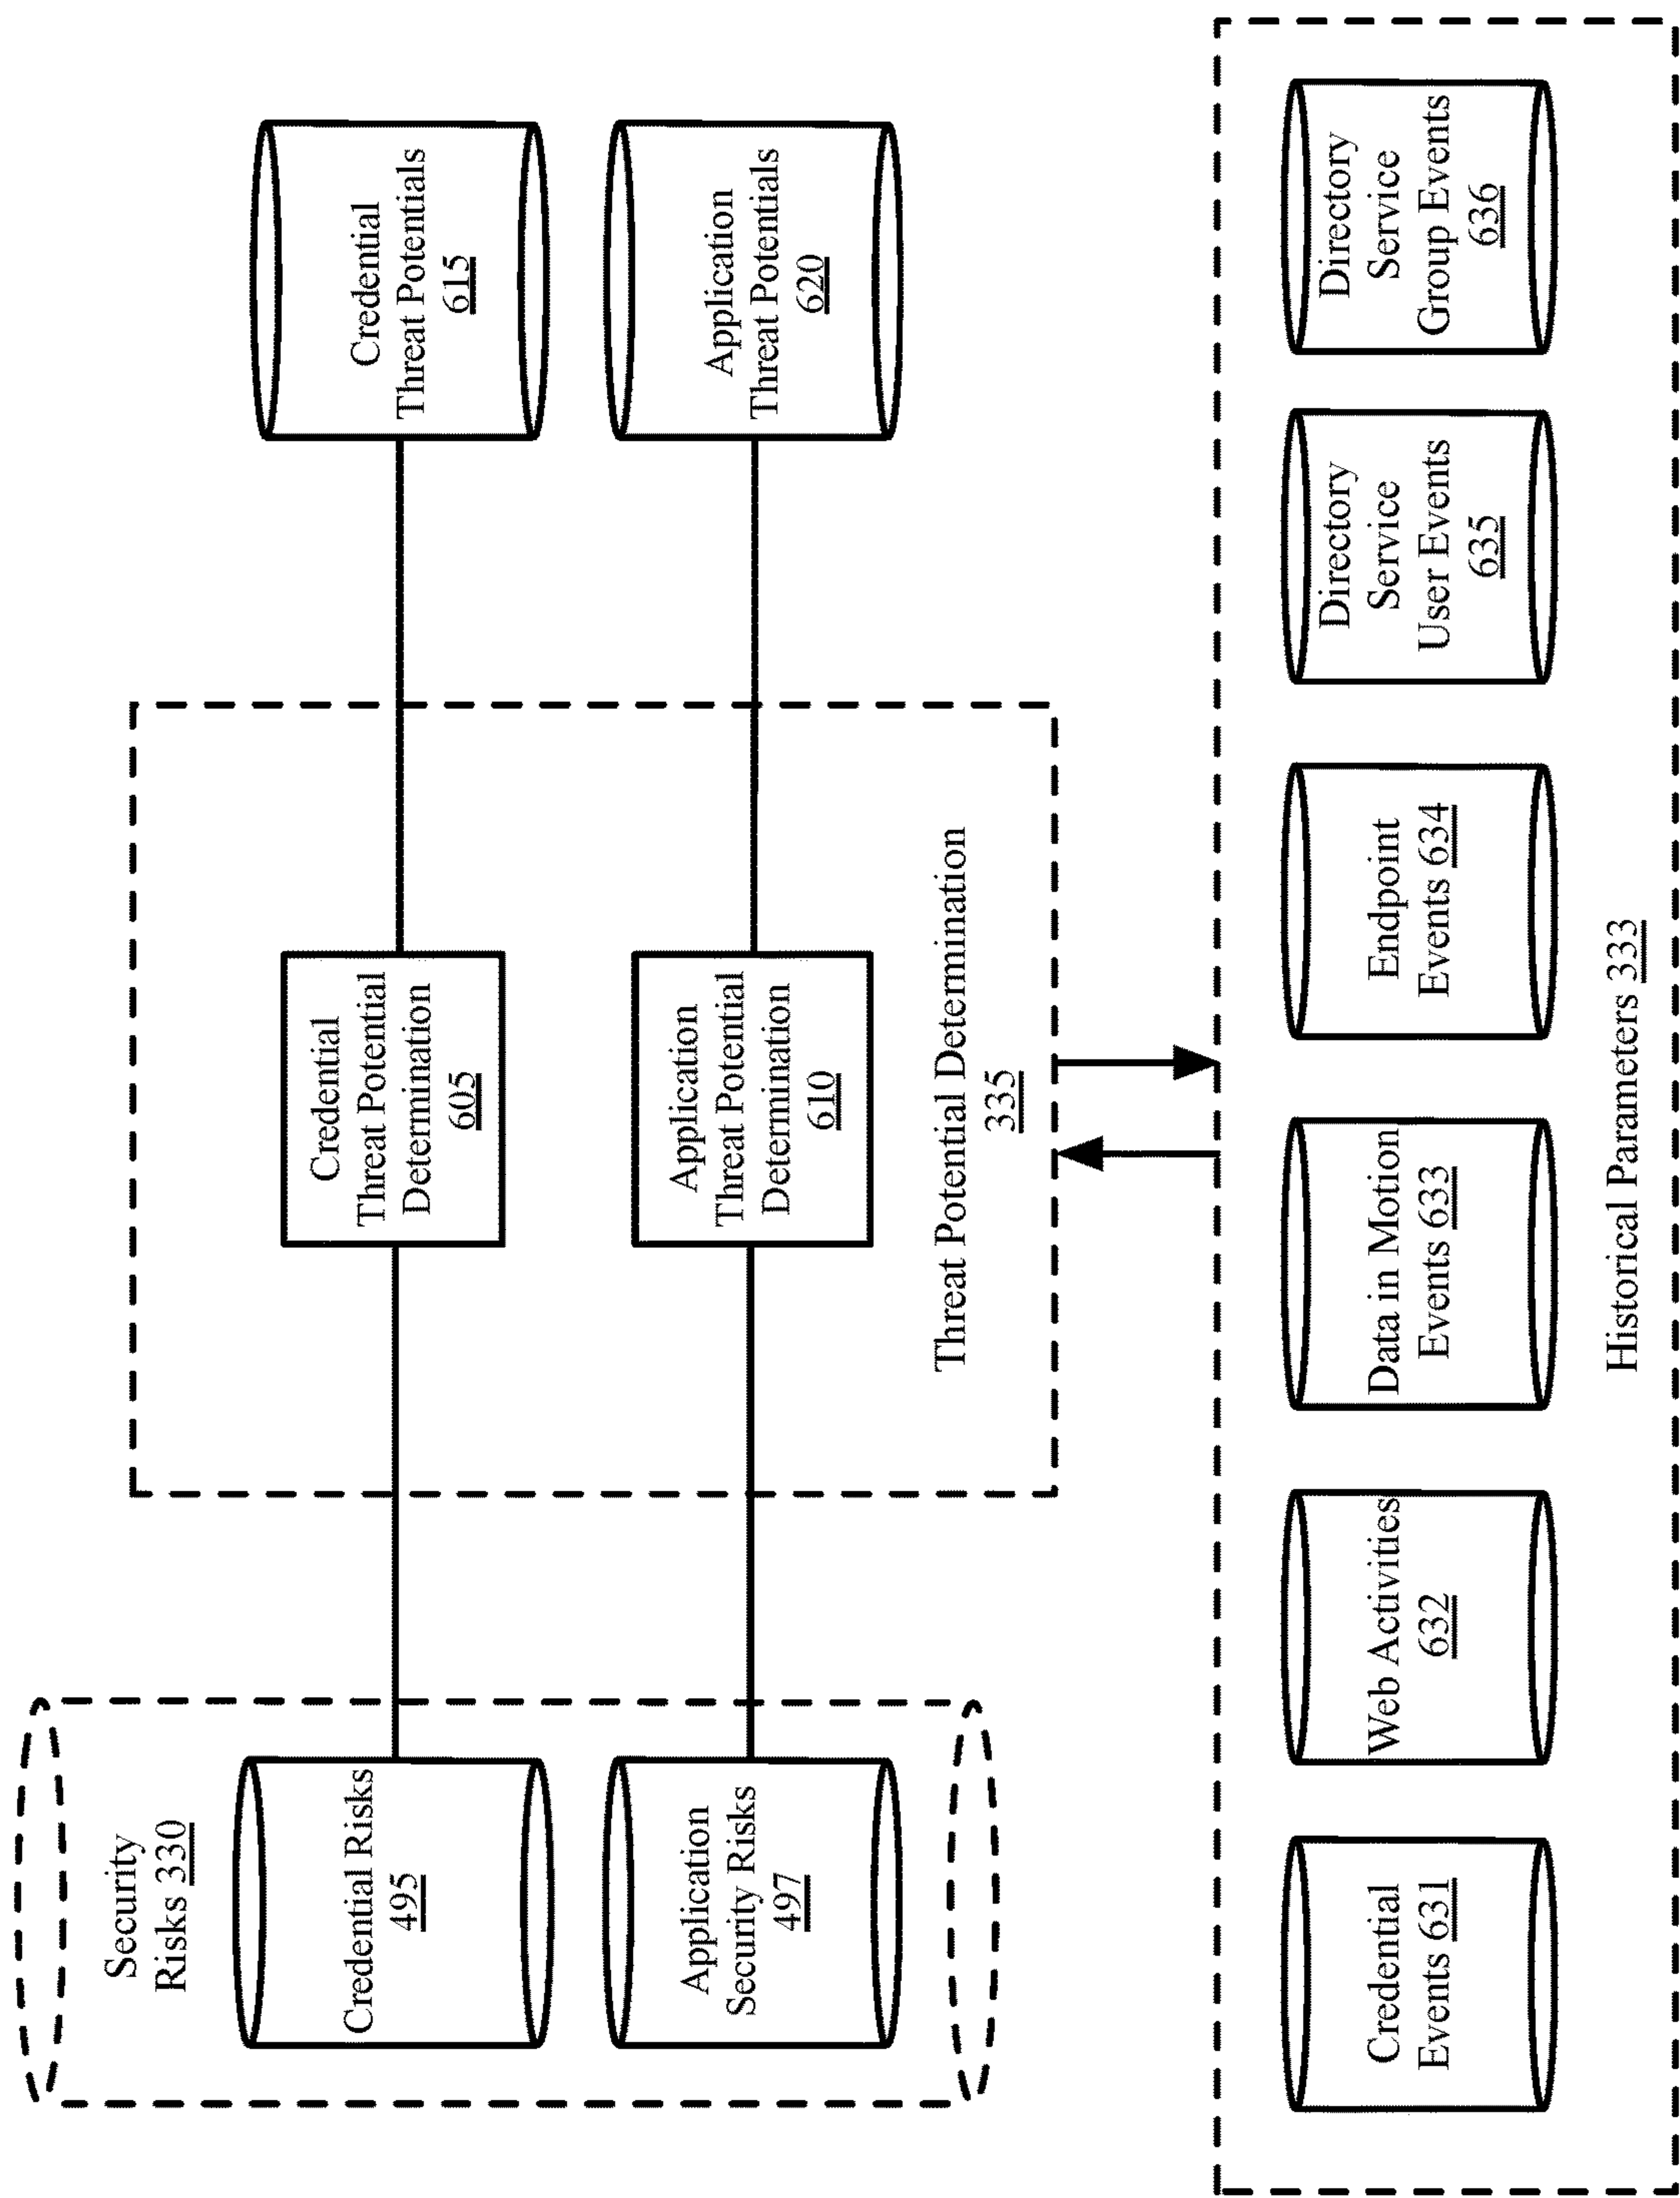 Security
Risks 330
Credential Risks
495
Application
Security Risks
497
Credential
Threat Potential
Determination
605
Application
Threat Potential
Determination
610
Threat Potential Determination
335
Credential
Threat Potentials
615
Application
Threat Potentials
620
Credential
Events 631
Web Activities
632
Data in Motion
Events 633
Endpoint
Events 634
Directory
Service
User Events
635
Directory
Service
Group Events
636
Historical Parameters 333